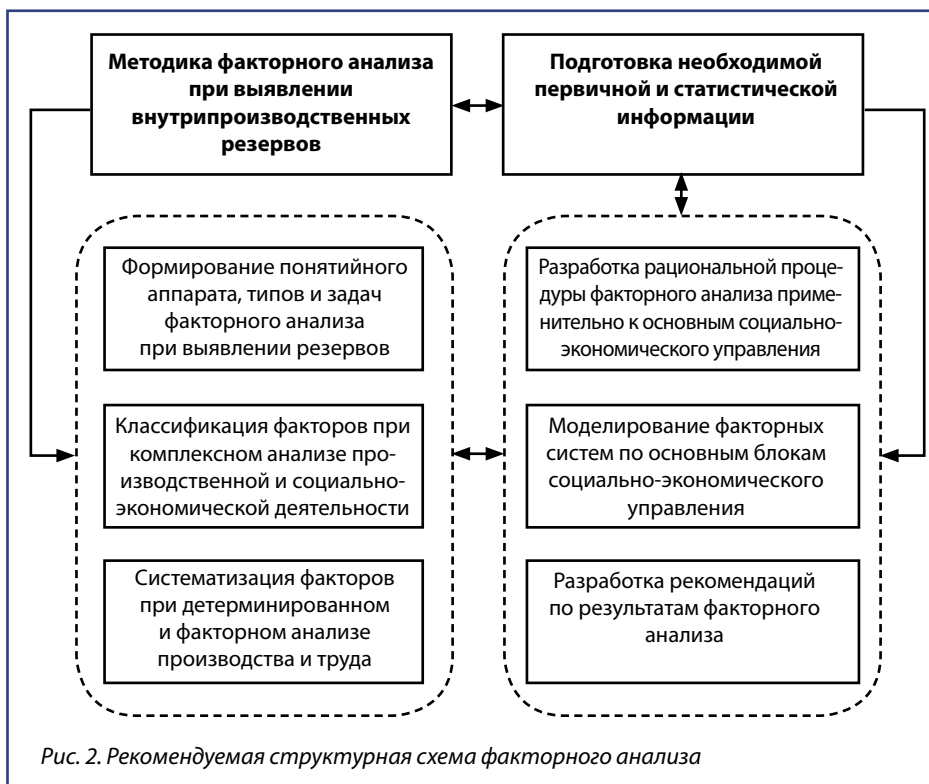 Методика факторного анализа
при выявлении
внутрипроизводственных
резервов
Подготовка необходимой
первичной и статистической
информации
Формирование понятийного
аппарата, типов и задач
факторного анализа
при выявлении резервов
Разработка рациональной проце-
дуры факторного анализа приме-
нительно к основным социально-
экономического управления
Классификация факторов при
комплексном анализе про-
изводственной и социально-
экономической деятельности
Моделирование факторных
систем по основным блокам
социально-экономического
управления
Систематизация факторов
при детерминированном
и факторном анализе
производства и труда
Разработка рекомендаций
по результатам факторного
анализа
Рис. 2. Рекомендуемая структурная схема факторного анализа